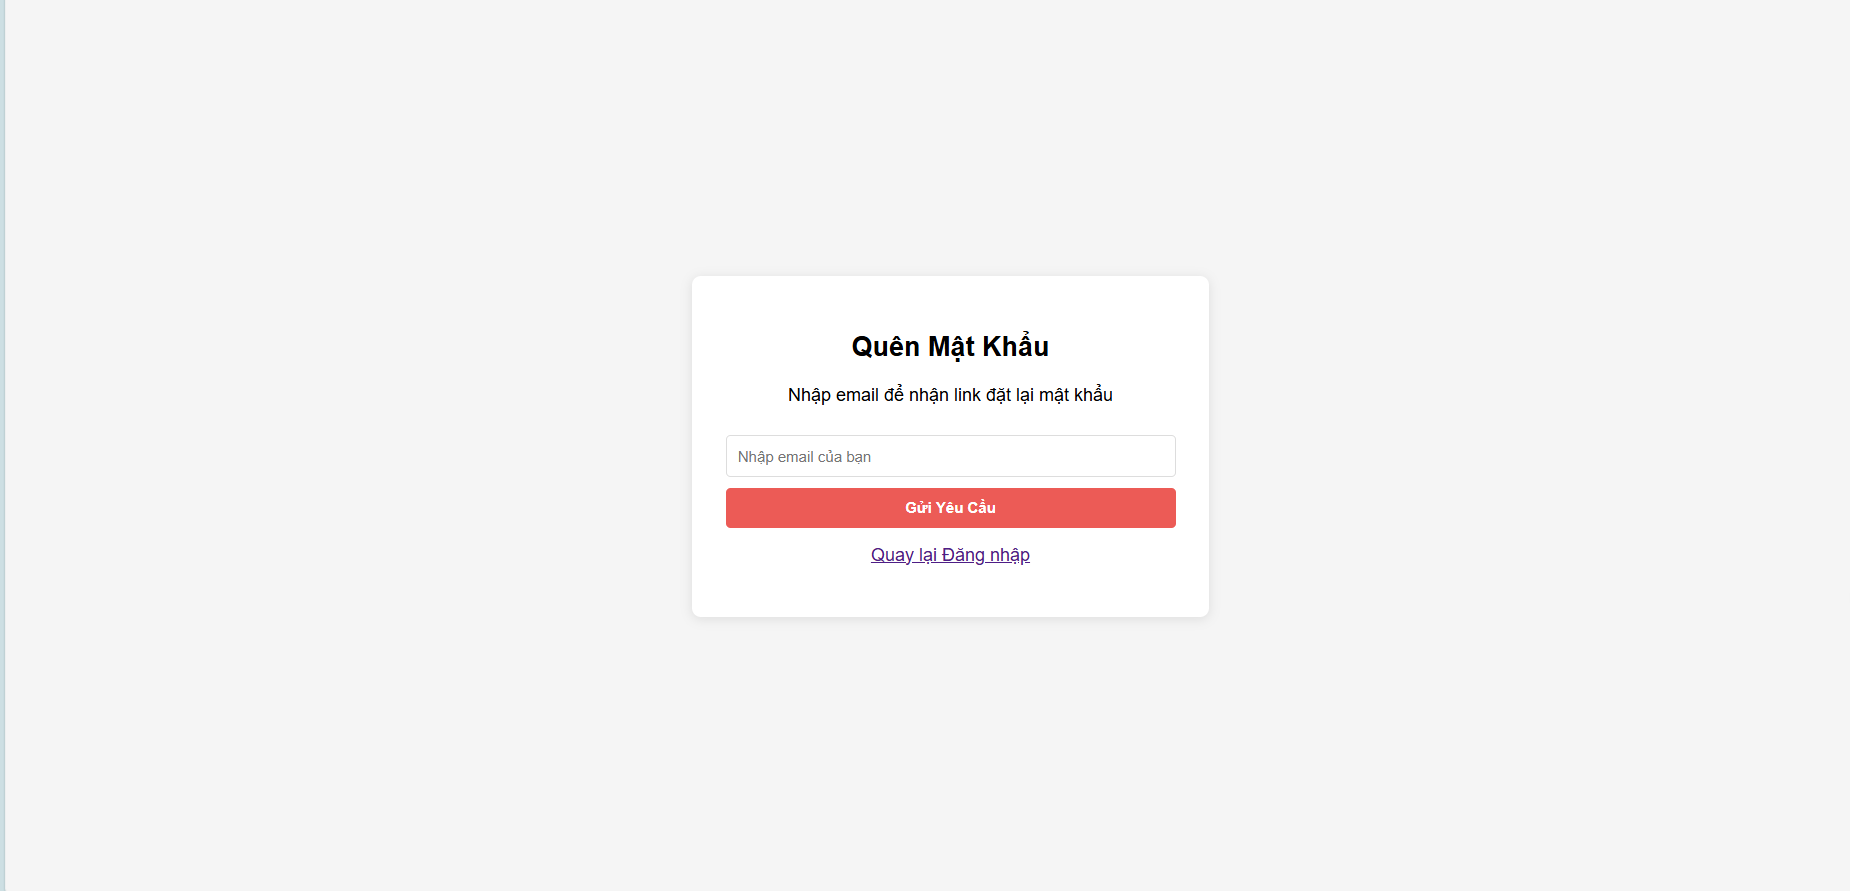 Quên Mật Khẩu
Nhập email để nhận link đặt lại mật khẩu
Nhập email của bạn
Gửi Yêu Cầu
Quay lại Đăng nhập